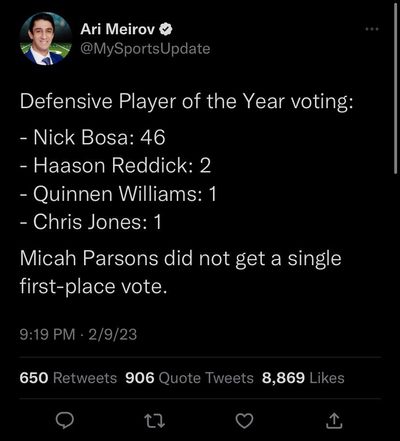 Ari Meirov
@MySportsUpdate
Defensive Player of the Year voting:
- Nick Bosa: 46
- Haason Reddick: 2
- Quinnen Williams: 1
- Chris Jones: 1
Micah Parsons did not get a single
first-place vote.
9:19 PM · 2/9/23
650 Retweets 906 Quote Tweets 8,869 Likes